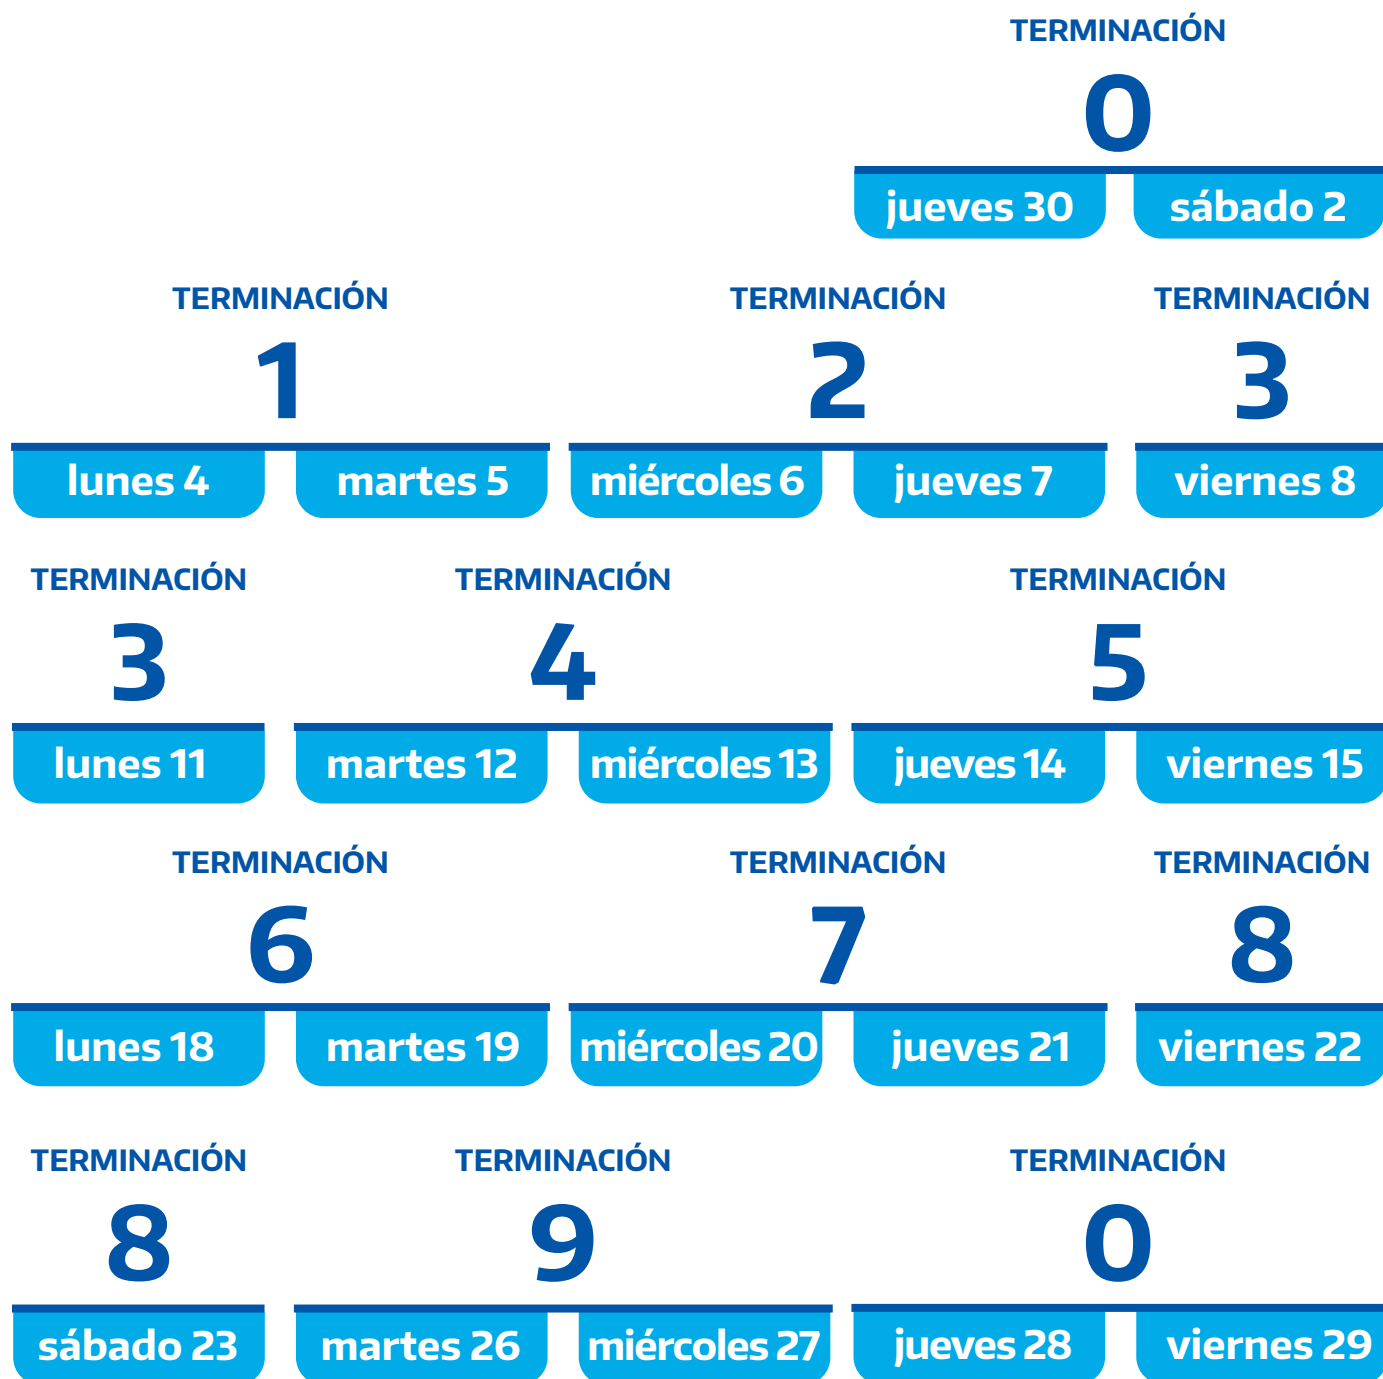 TERMINACIÓN
0
jueves 30 sábado 2
TERMINACIÓN TERMINACIÓN TERMINACIÓN
1 2 3
lunes 4 martes 5 miércoles 6 jueves 7 viernes 8
TERMINACIÓN TERMINACIÓN TERMINACIÓN
3 4 5
lunes 11 martes 12 miércoles 13 jueves 14 viernes 15
TERMINACIÓN TERMINACIÓN TERMINACIÓN
6 7 8
lunes 18 martes 19 miércoles 20 jueves 21 viernes 22
TERMINACIÓN TERMINACIÓN TERMINACIÓN
8 9 0
sábado 23 martes 26 miércoles 27 jueves 28 viernes 29